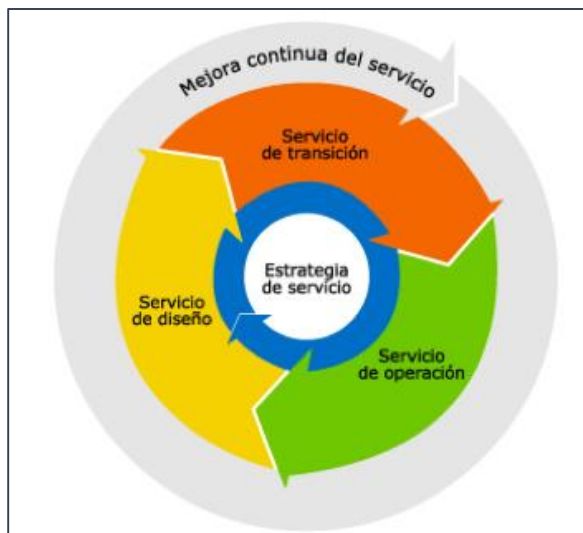 Mejora continua del servicio
Servicio
de transición
Estrategia
de servicio
Servicio
de diseño
Servicio
de operación